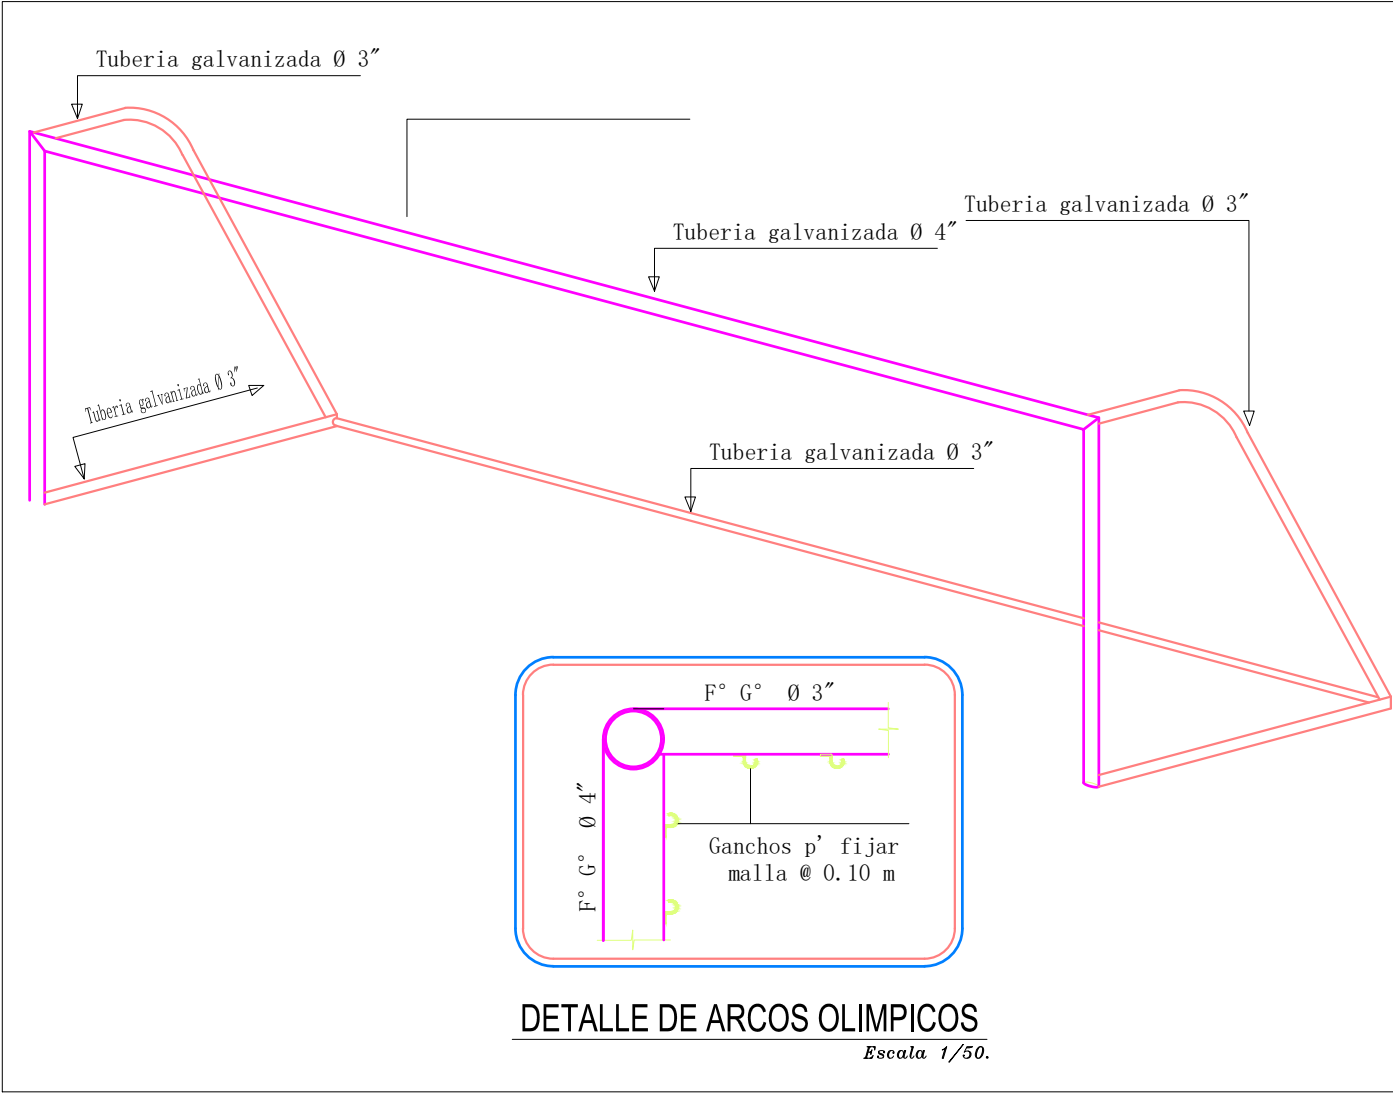 Tuberia galvanizada Ø 3"
Tuberia galvanizada Ø 3"
Tuberia galvanizada Ø 4"
Tuberia galvanizada Ø 3"
Tuberia galvanizada Ø 3"
F° G° Ø 3"
F° G° Ø 4"
Ganchos p' fijar
malla @ 0.10 m
DETALLE DE ARCOS OLIMPICOS
Escala 1/50.